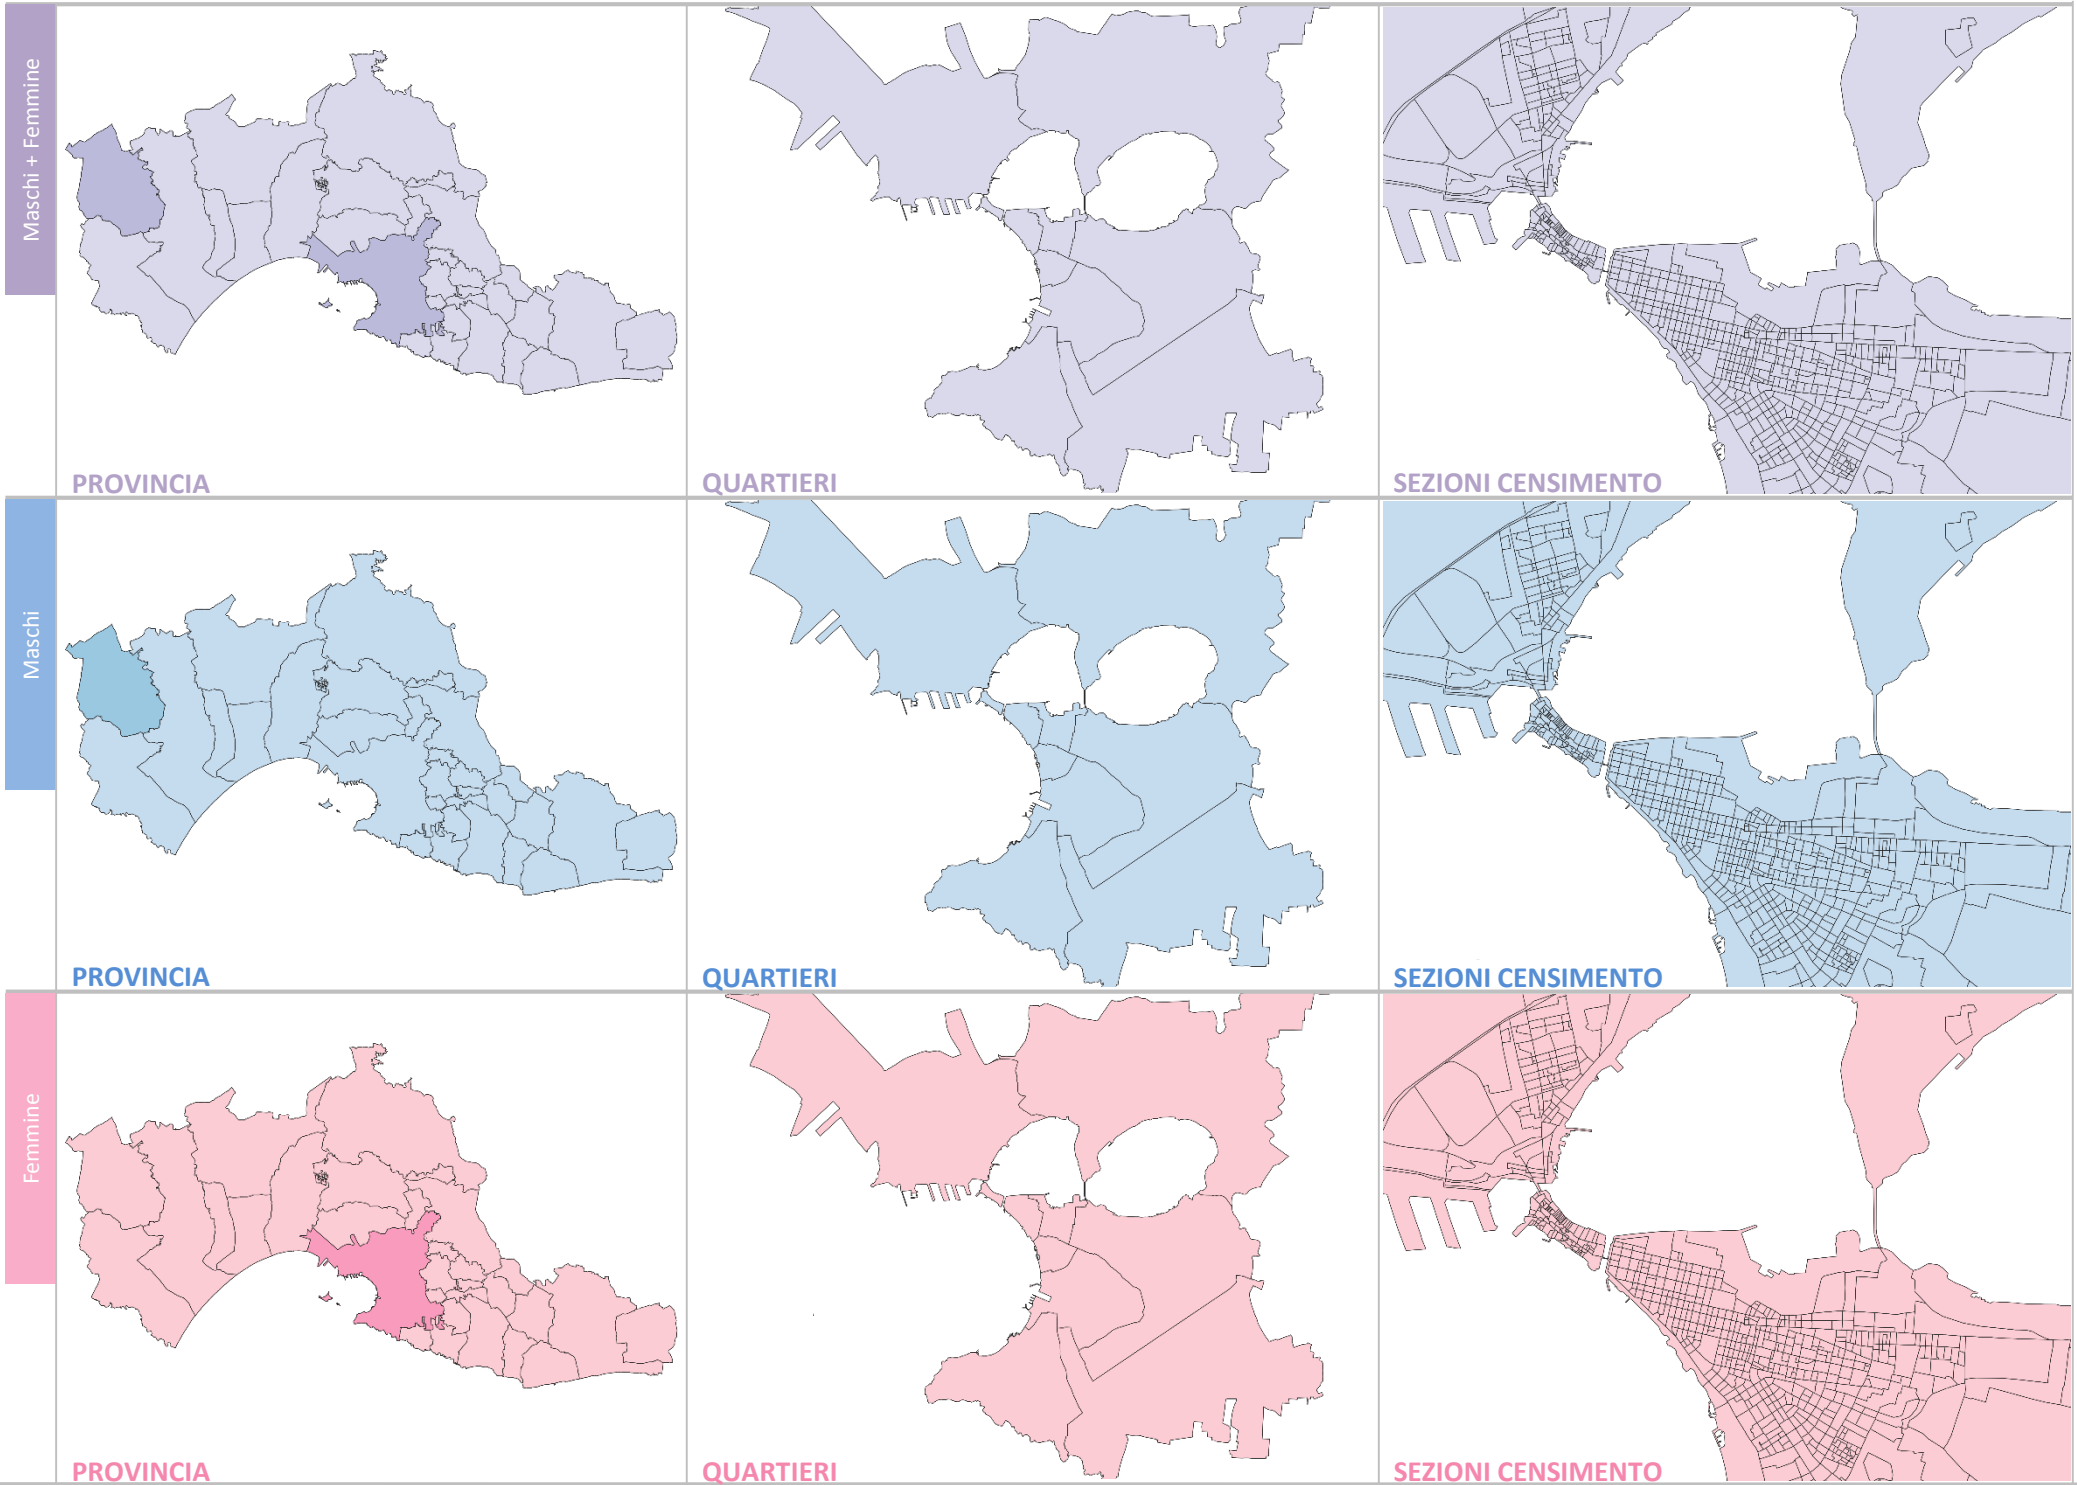 Maschi + Femmine
PROVINCIA
QUARTIERI
SEZIONI CENSIMENTO
Maschi
PROVINCIA
QUARTIERI
SEZIONI CENSIMENTO
Femmine
PROVINCIA
QUARTIERI
SEZIONI CENSIMENTO